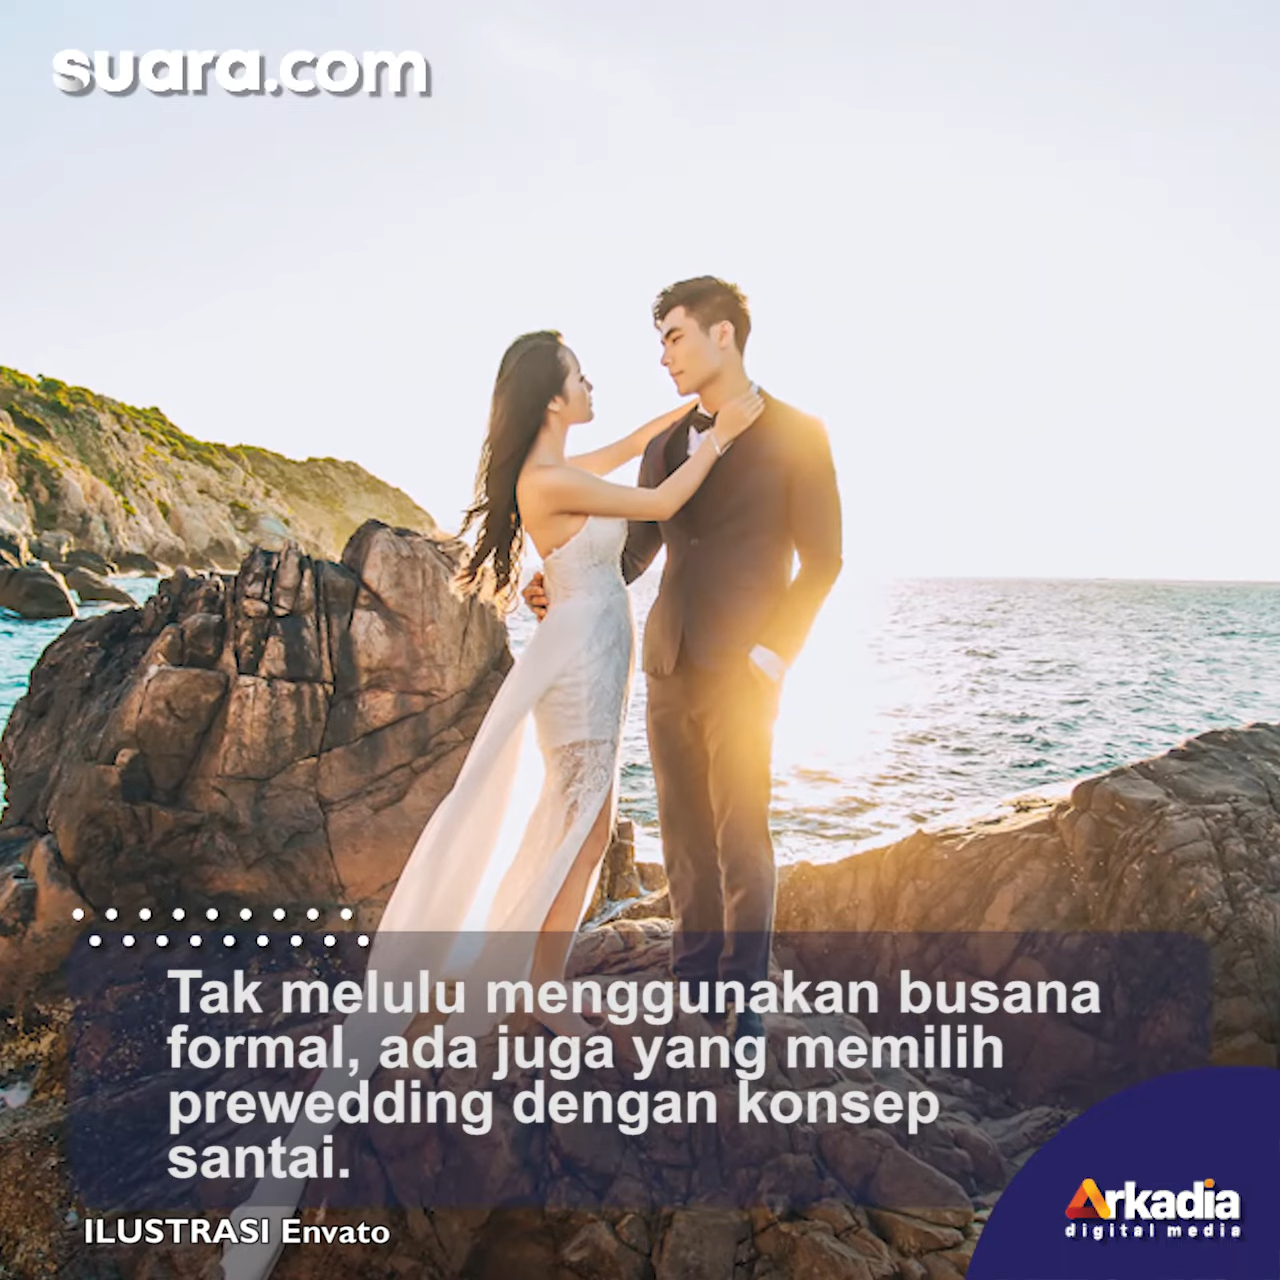 suara.com
Tak melulu menggunakan busana
formal, ada juga yang memilih
prewedding dengan konsep
santai.
ILUSTRASI Envato
Arkadia
digital media